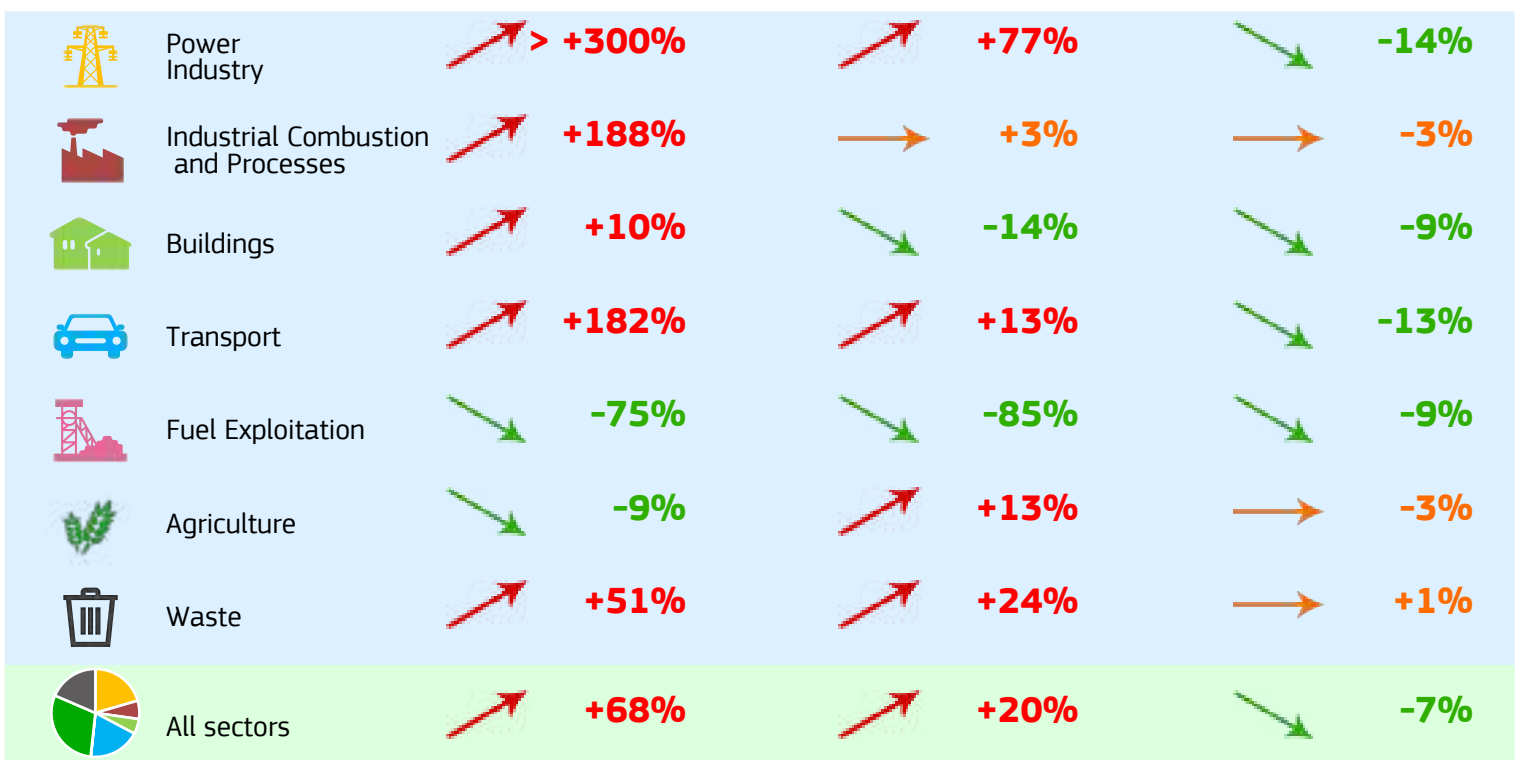 Power
Industry
> +300%
+77%
-14%
Industrial Combustion
and Processes
+188%
+3%
-3%
Buildings
+10%
-14%
-9%
Transport
+182%
+13%
-13%
Fuel Exploitation
-75%
-85%
-9%
Agriculture
-9%
+13%
-3%
Waste
+51%
+24%
+1%
All sectors
+68%
+20%
-7%